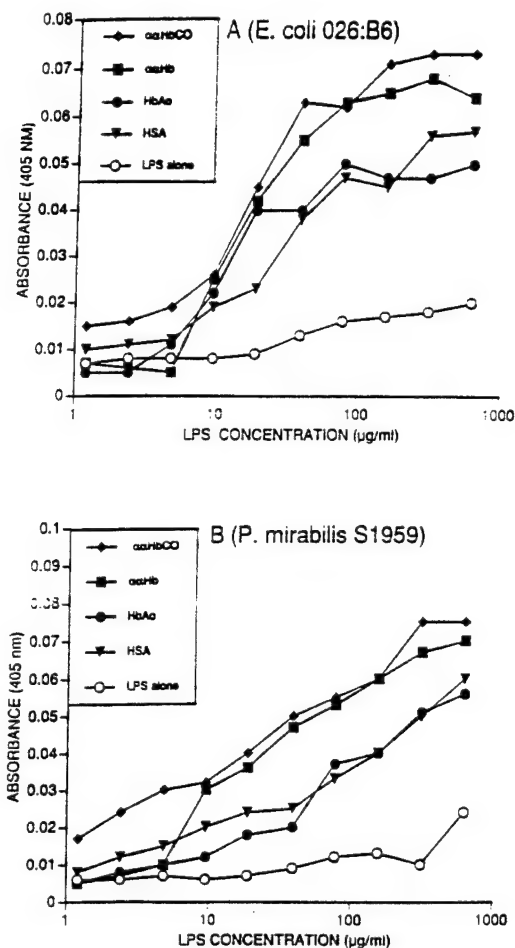 A (E. coli 026:B6)
0.08
0.07
0.06
0.05
0.04
0.03
0.02
0.01
0
ABSORBANCE (405 NM)
ααHbCO
ααHb
HbAo
HSA
LPS alone
1
10
100
1000
LPS CONCENTRATION (µg/ml)
B (P. mirabilis S1959)
0.1
0.09
0.08
0.07
0.06
0.05
0.04
0.03
0.02
0.01
0
ABSORBANCE (405 nm)
ααHbCO
ααHb
HbAo
HSA
LPS alone
1
10
100
1000
LPS CONCENTRATION (µg/ml)